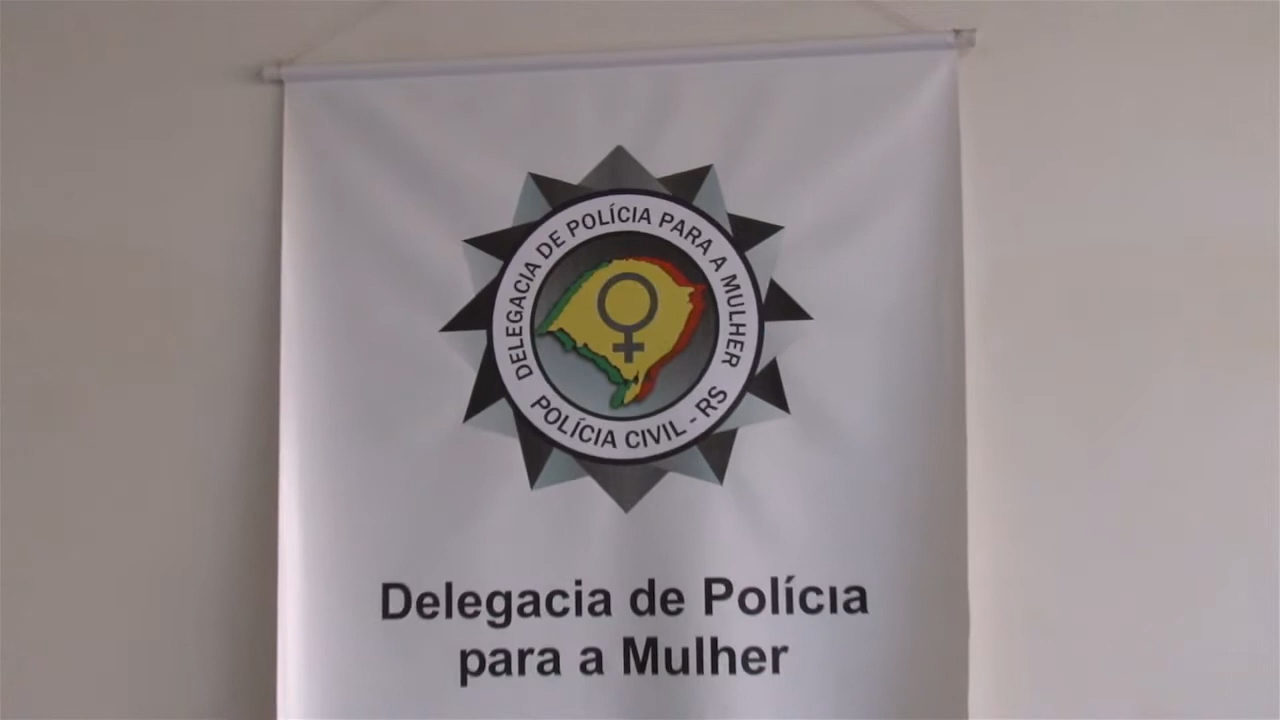 DELEGACIA DE POLÍCIA PARA A MULHER
POLÍCIA CIVIL - RS
Delegacia de Polícia
para a Mulher